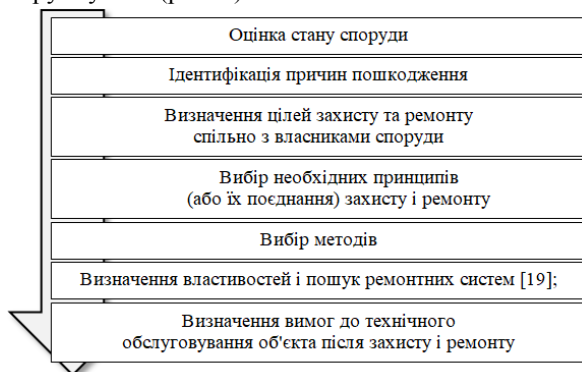 Оцінка стану споруди
Ідентифікація причин пошкодження
Визначення цілей захисту та ремонту
спільно з власниками споруди
Вибір необхідних принципів
(або їх поєднання) захисту і ремонту
Вибір методів
Визначення властивостей і пошук ремонтних систем [19];
Визначення вимог до технічного
обслуговування об'єкта після захисту і ремонту